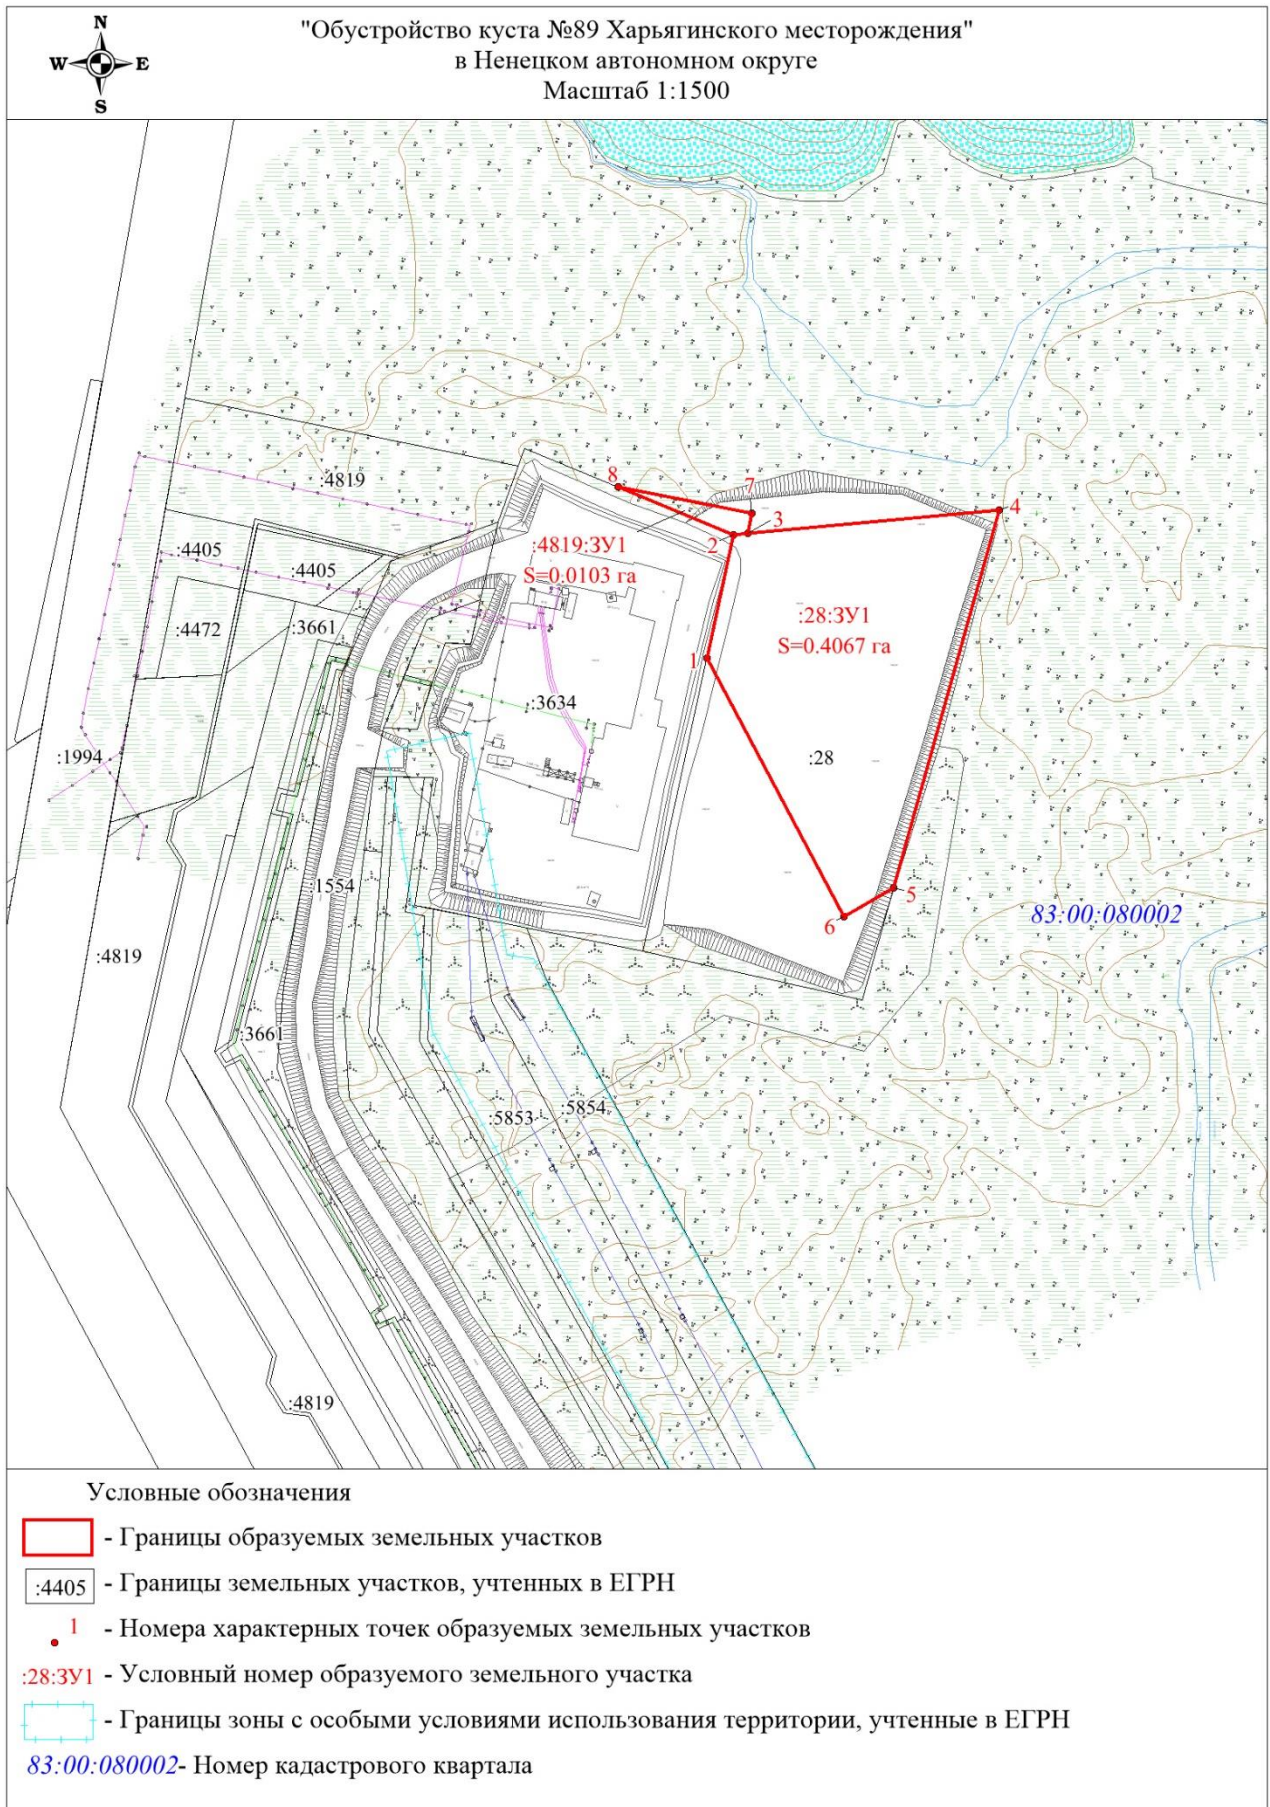 "Обустройство куста №89 Харьягинского месторождения"
в Ненецком автономном округе
Масштаб 1:1500
N
W E
S
:4819
8
7
3
4
2
:4405
:4405
:4819:ЗУ1
S=0.0103 га
:28:ЗУ1
S=0.4067 га
:4472
:3661
1
:3634
:1994
:28
:1554
5
6
83:00:080002
:4819
:3661
:5853
:5854
:4819
Условные обозначения
- Границы образуемых земельных участков
:4405 - Границы земельных участков, учтенных в ЕГРН
1 - Номера характерных точек образуемых земельных участков
:28:ЗУ1 - Условный номер образуемого земельного участка
- Границы зоны с особыми условиями использования территории, учтенные в ЕГРН
83:00:080002- Номер кадастрового квартала